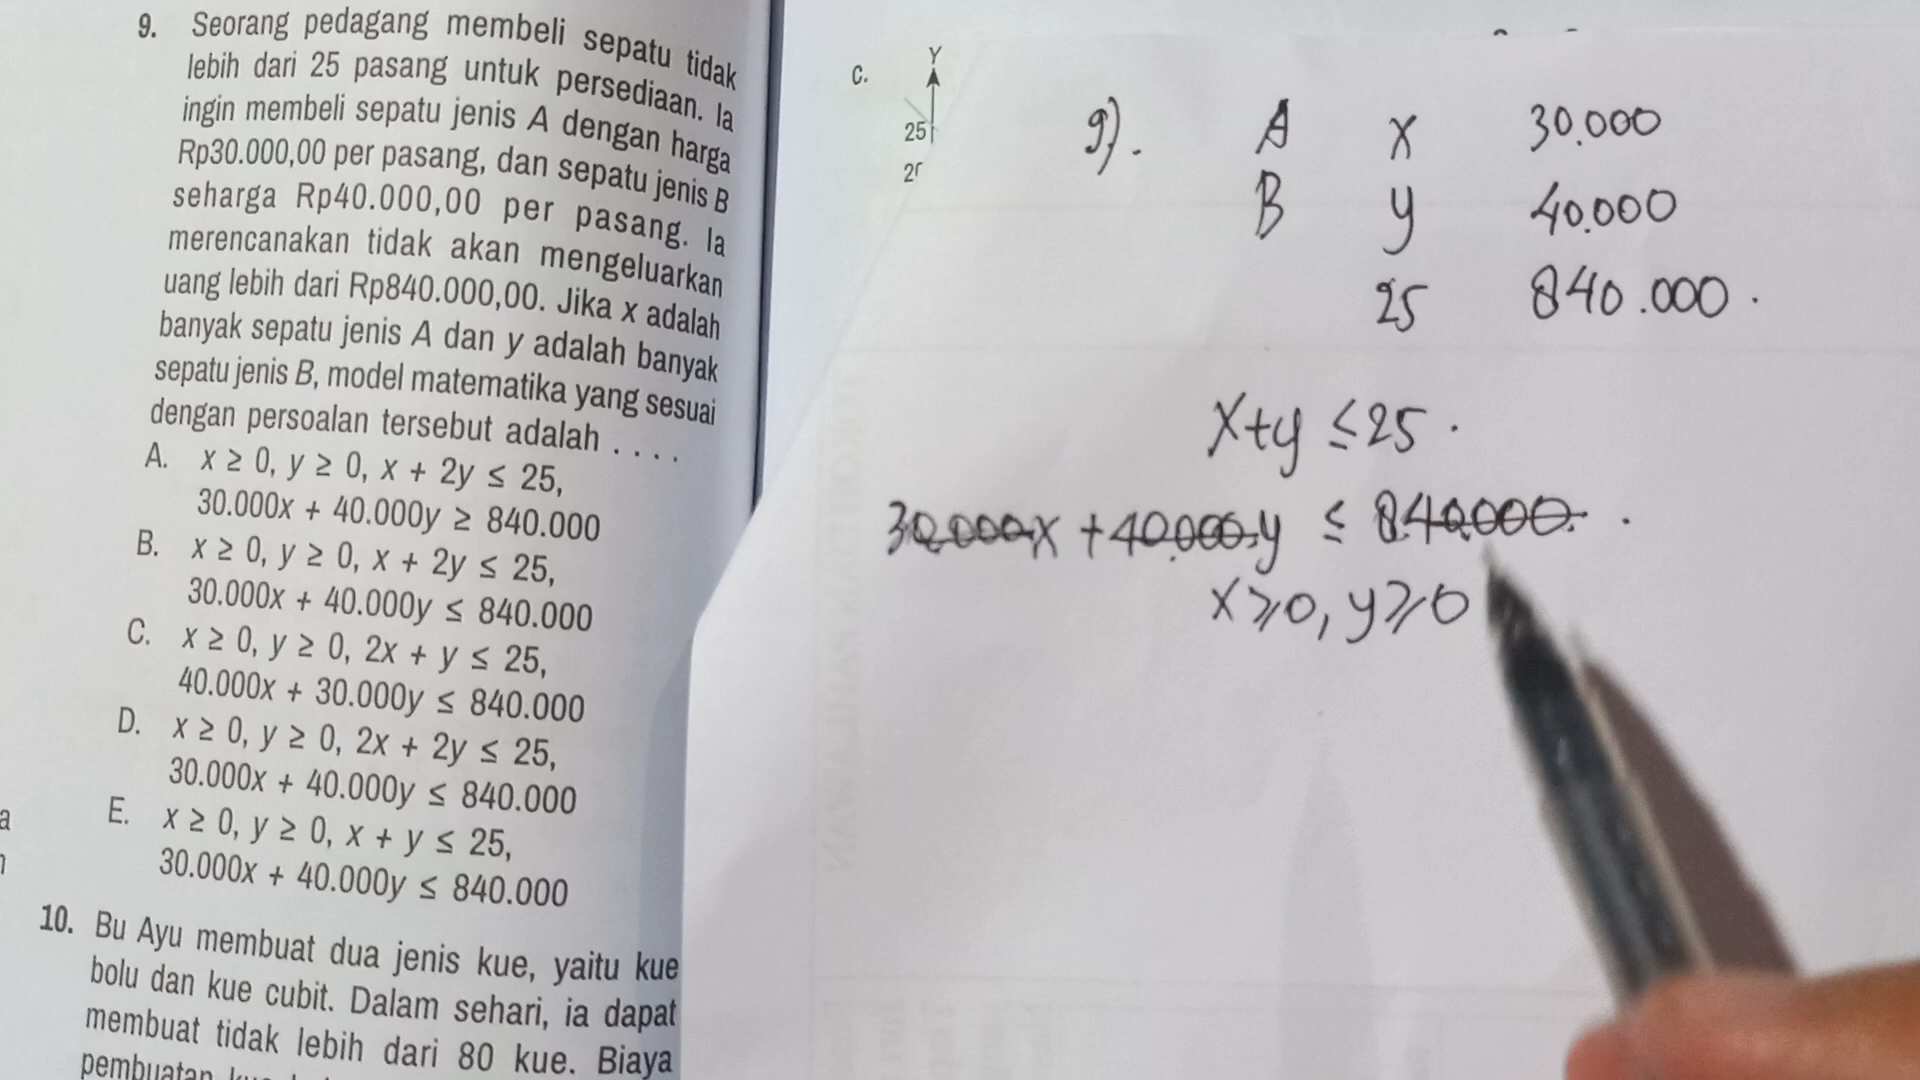 9. Seorang pedagang membeli sepatu tidak
lebih dari 25 pasang untuk persediaan. Ia
ingin membeli sepatu jenis A dengan harga
Rp30.000,00 per pasang, dan sepatu jenis B
seharga Rp40.000,00 per pasang. Ia
merencanakan tidak akan mengeluarkan
uang lebih dari Rp840.000,00. Jika x adalah
banyak sepatu jenis A dan y adalah banyak
sepatu jenis B, model matematika yang sesuai
dengan persoalan tersebut adalah . . . .
A. x ≥ 0, y ≥ 0, x + 2y ≤ 25,
30.000x + 40.000y ≥ 840.000
B. x ≥ 0, y ≥ 0, x + 2y ≤ 25,
30.000x + 40.000y ≤ 840.000
C. x ≥ 0, y ≥ 0, 2x + y ≤ 25,
40.000x + 30.000y ≤ 840.000
D. x ≥ 0, y ≥ 0, 2x + 2y ≤ 25,
30.000x + 40.000y ≤ 840.000
E. x ≥ 0, y ≥ 0, x + y ≤ 25,
30.000x + 40.000y ≤ 840.000
10. Bu Ayu membuat dua jenis kue, yaitu kue
bolu dan kue cubit. Dalam sehari, ia dapat
membuat tidak lebih dari 80 kue. Biaya
pembuatan
C.
Y
25
9). A x 30.000
B y 40.000
25 840.000.
x+y ≤ 25.
30.000x + 40.000y ≤ 840.000.
x ≥ 0, y ≥ 0